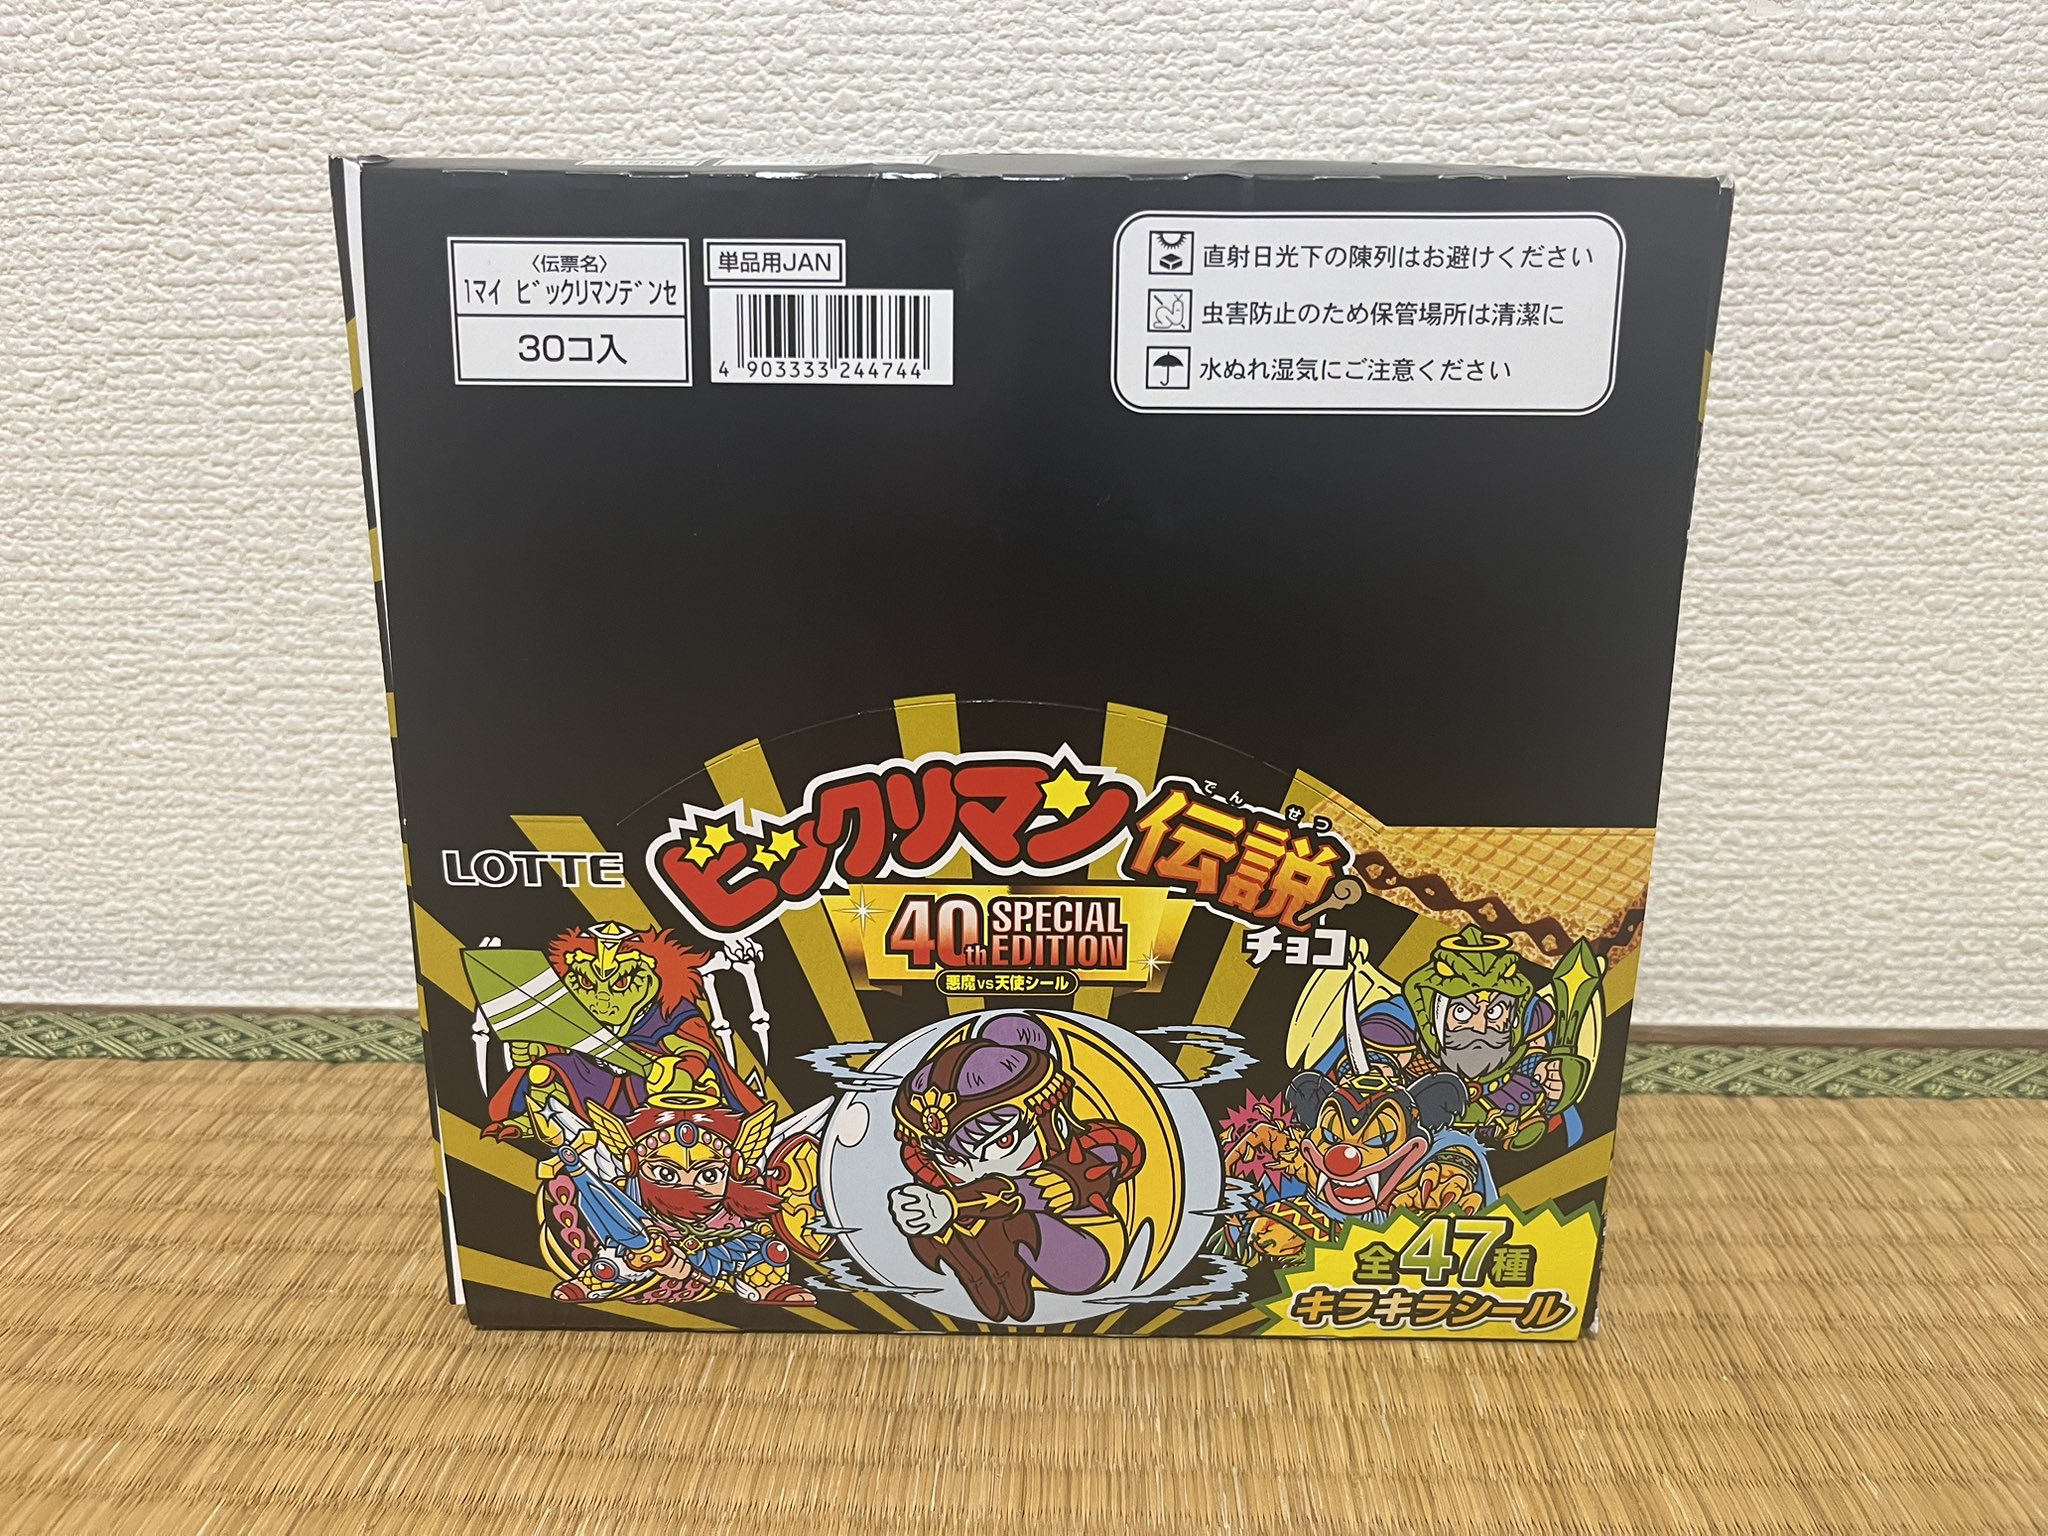 〈伝票名〉
1マイ ビックリマンデンセ
30コ入
単品用JAN
4 903333 244744
直射日光下の陳列はお避けください
虫害防止のため保管場所は清潔に
水ぬれ湿気にご注意ください
LOTTE
ビックリマン
でんせつ
伝説
チョコ
40th SPECIAL EDITION
悪魔VS天使シール
全47種
キラキラシール